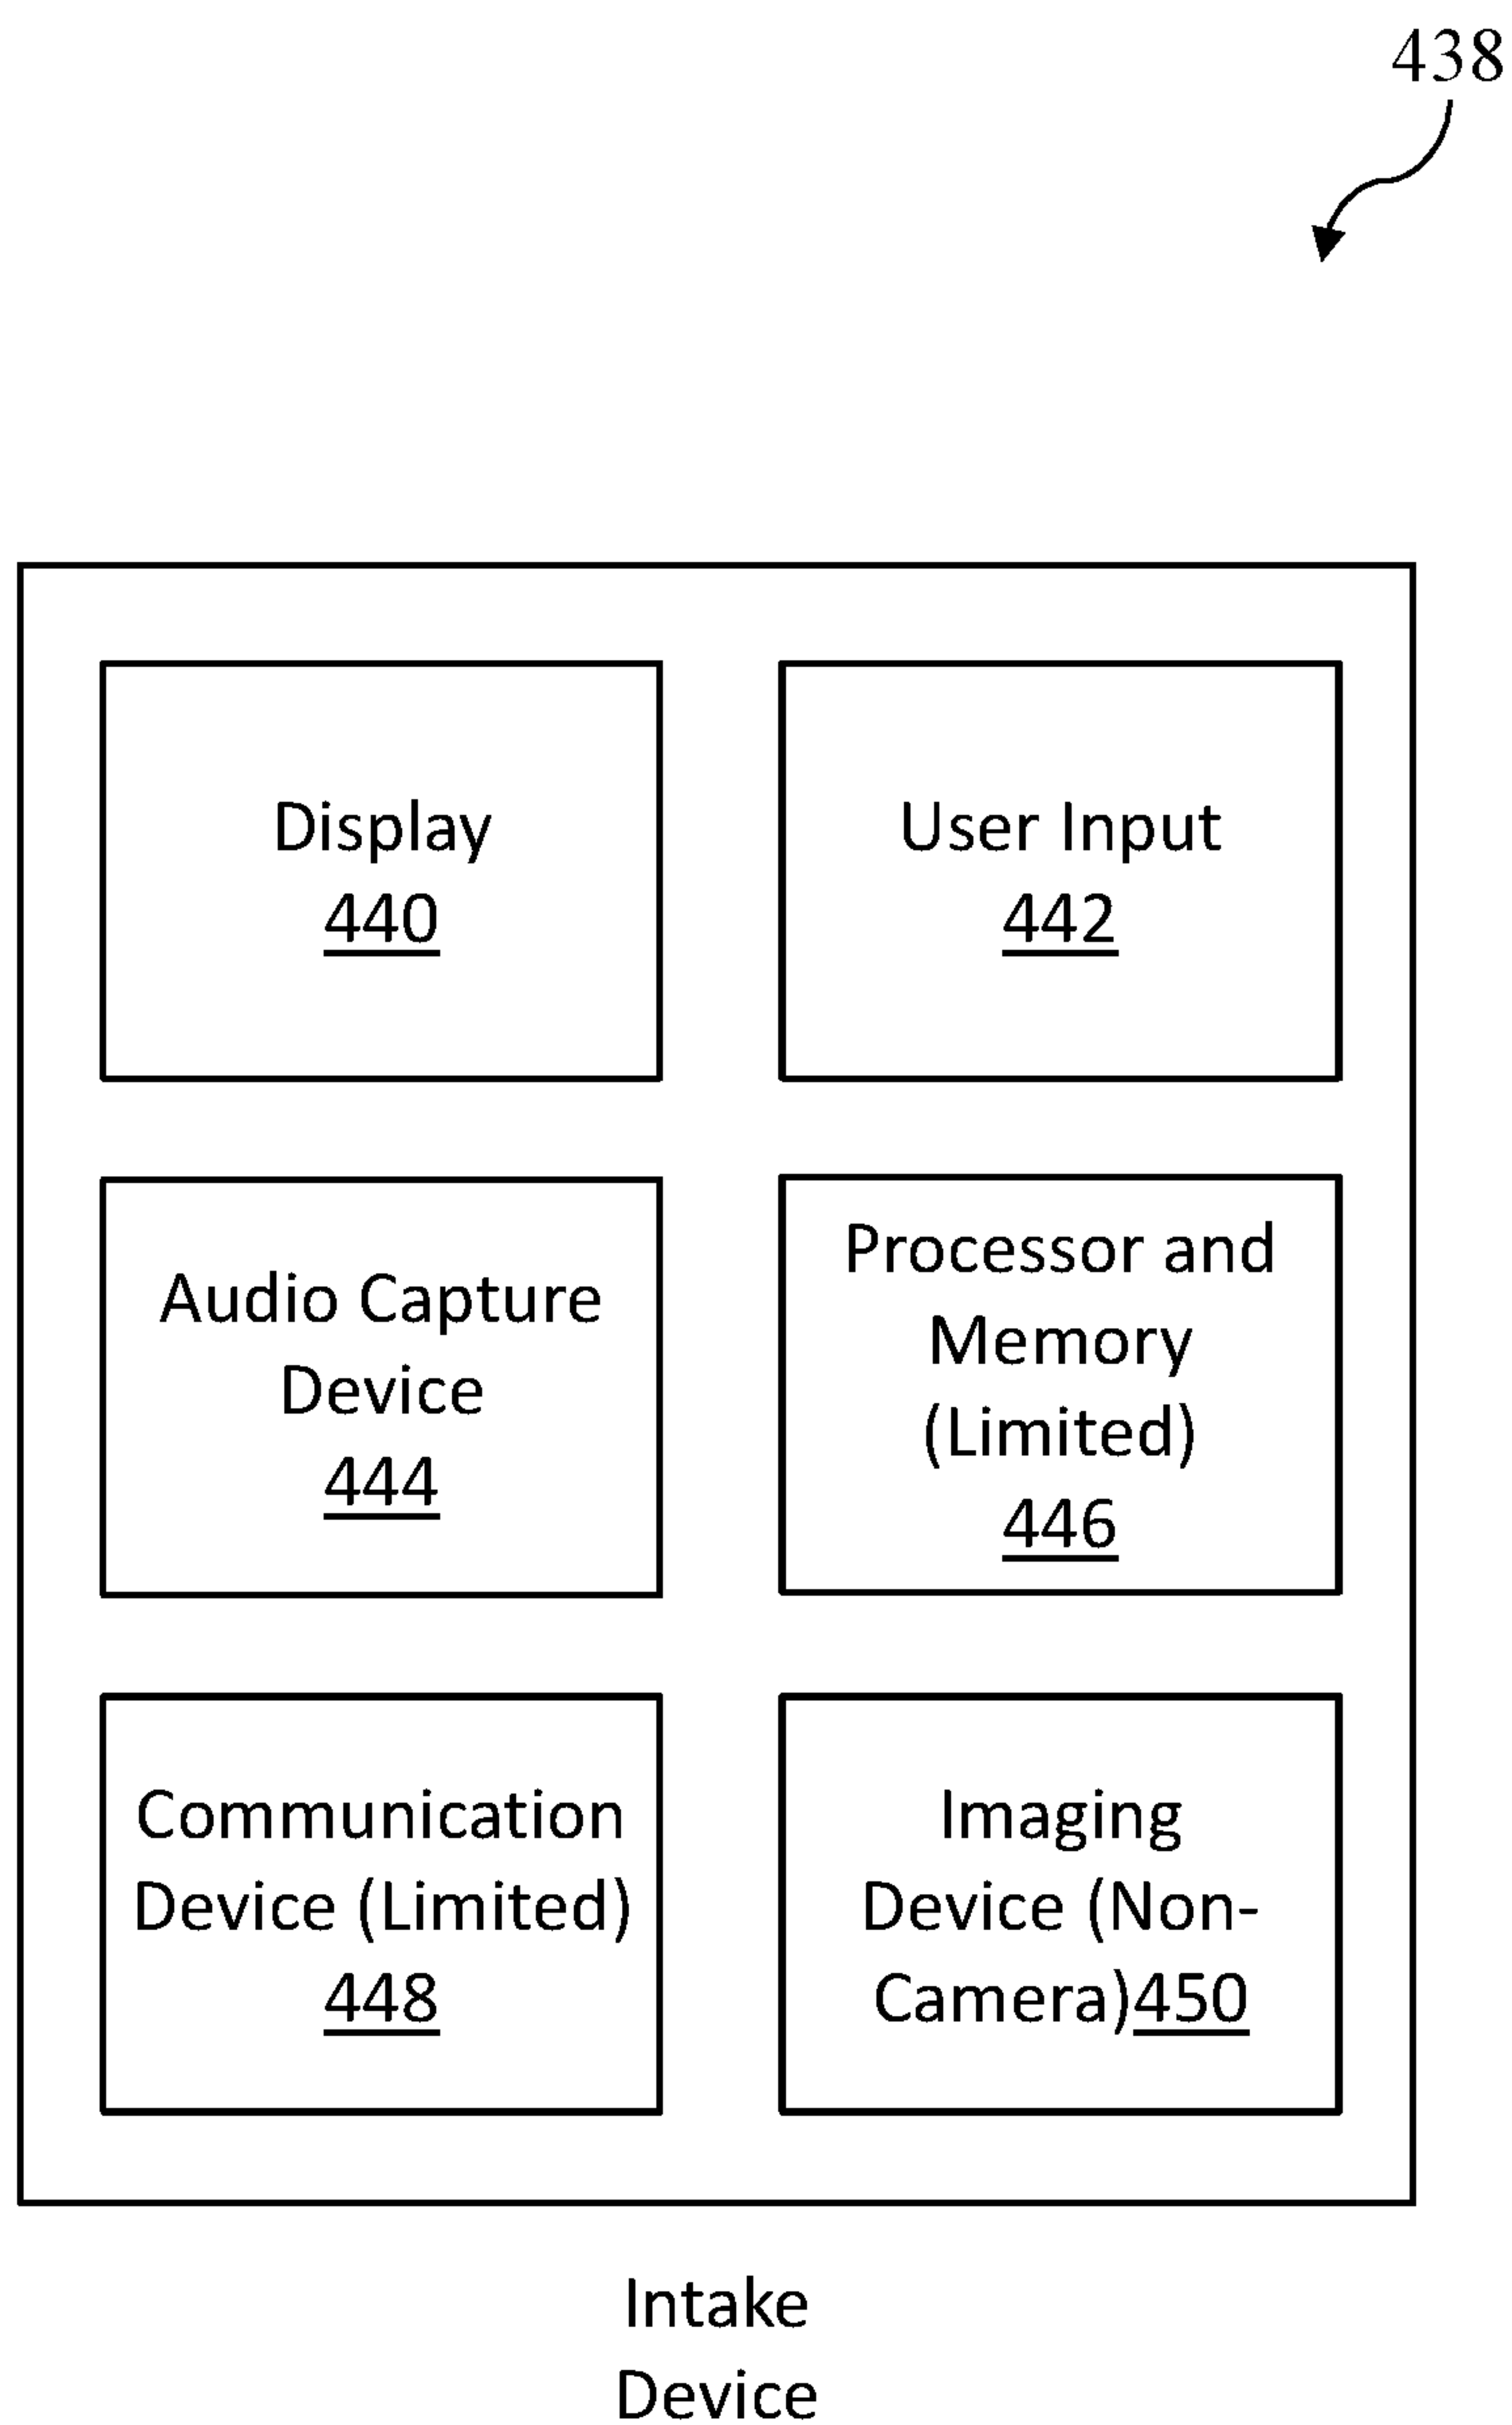 438
Display
440
User Input
442
Audio Capture
Device
444
Processor and
Memory
(Limited)
446
Communication
Device (Limited)
448
Imaging
Device (Non-
Camera)450
Intake
Device